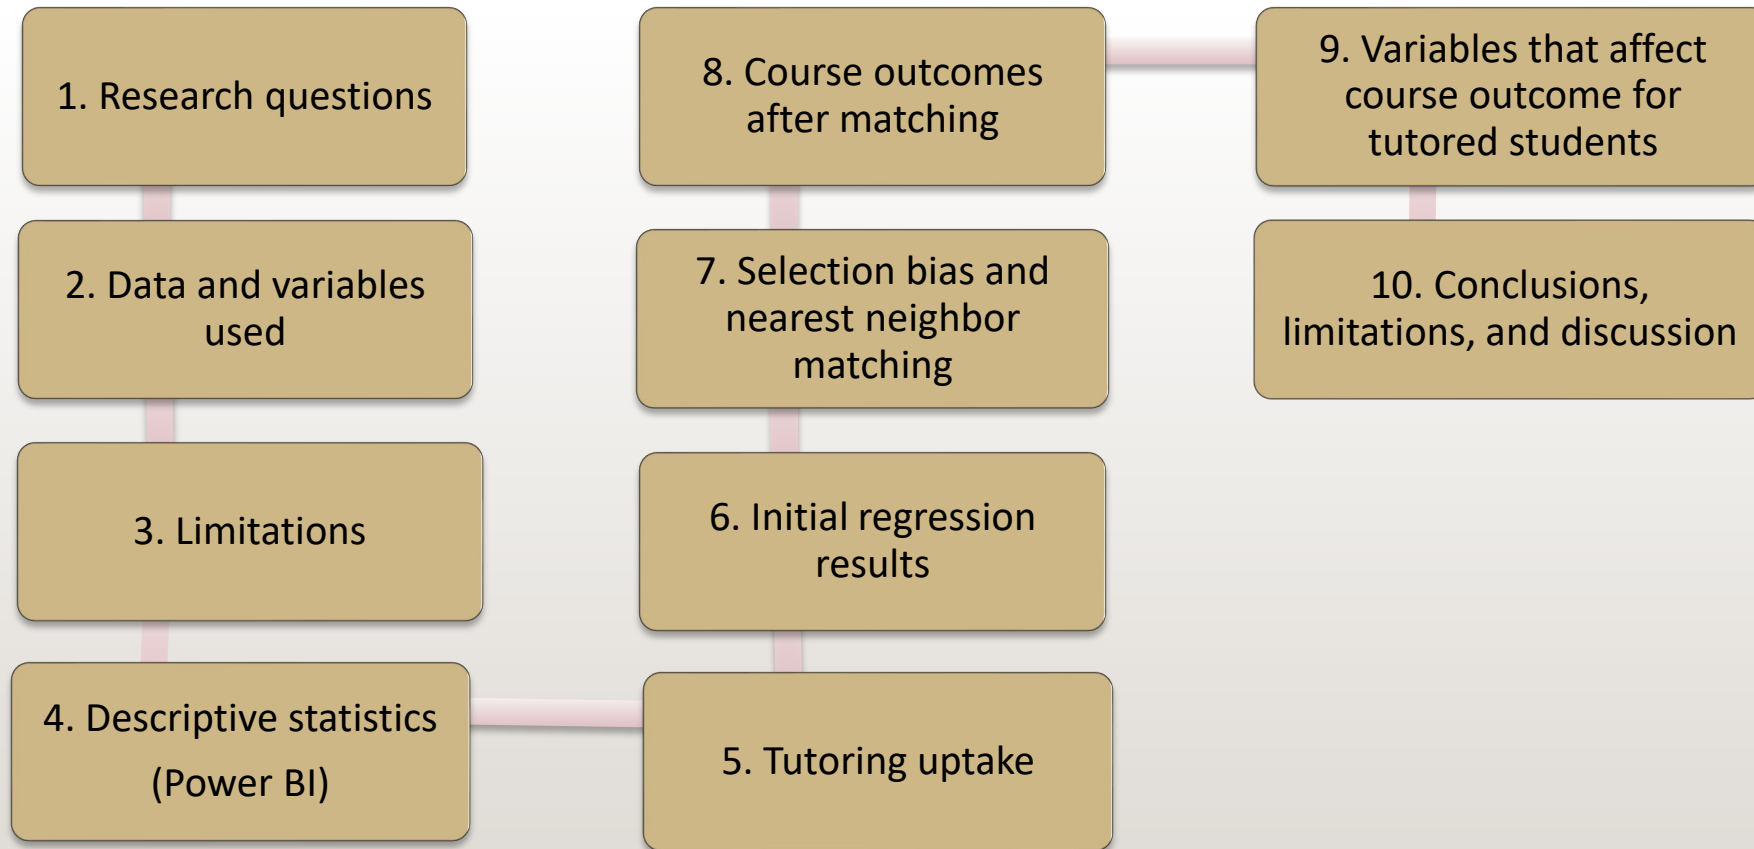 1. Research questions
2. Data and variables
used
3. Limitations
4. Descriptive statistics
(Power BI)
5. Tutoring uptake
6. Initial regression
results
7. Selection bias and
nearest neighbor
matching
8. Course outcomes
after matching
9. Variables that affect
course outcome for
tutored students
10. Conclusions,
limitations, and discussion